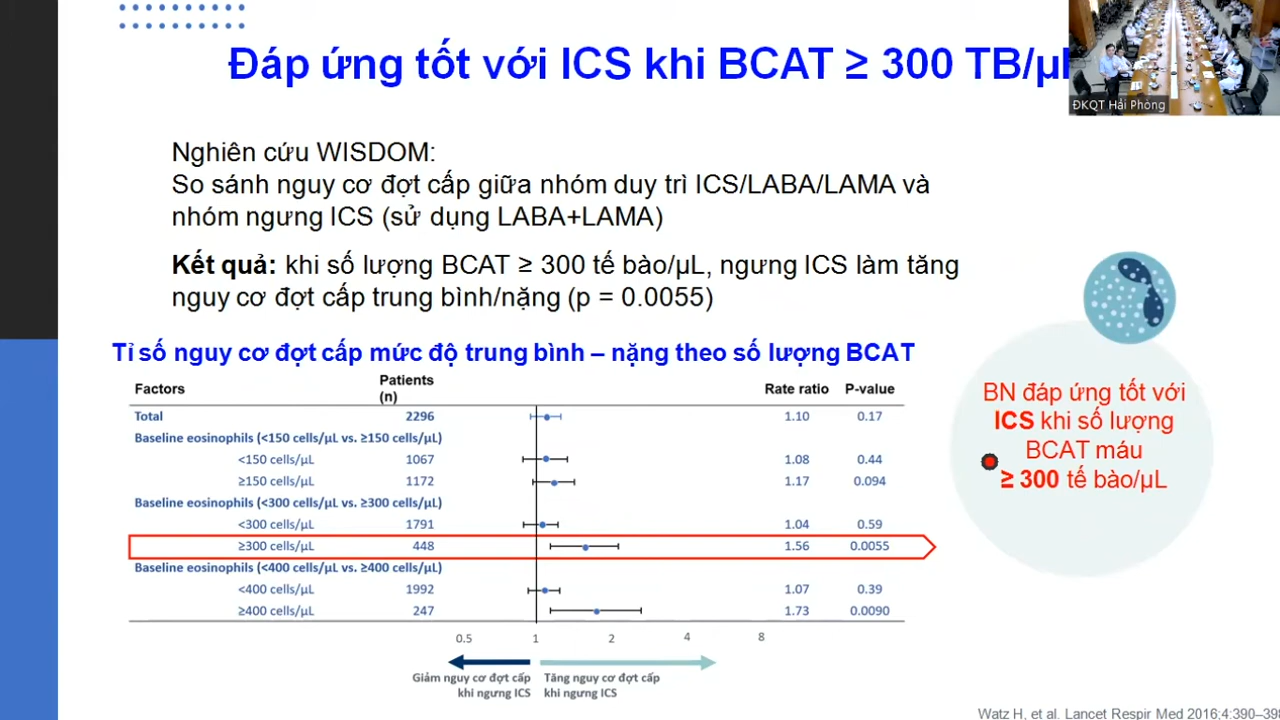 Đáp ứng tốt với ICS khi BCAT ≥ 300 TB/µ
ĐKQT Hải Phòng
Nghiên cứu WISDOM:
So sánh nguy cơ đợt cấp giữa nhóm duy trì ICS/LABA/LAMA và
nhóm ngưng ICS (sử dụng LABA+LAMA)
Kết quả: khi số lượng BCAT ≥ 300 tế bào/µL, ngưng ICS làm tăng
nguy cơ đợt cấp trung bình/nặng (p = 0.0055)
Tỉ số nguy cơ đợt cấp mức độ trung bình – nặng theo số lượng BCAT
Factors Patients (n) Rate ratio P-value
Total 2296 1.10 0.17
Baseline eosinophils (<150 cells/µL vs. ≥150 cells/µL)
<150 cells/µL 1067 1.08 0.44
≥150 cells/µL 1172 1.17 0.094
Baseline eosinophils (<300 cells/µL vs. ≥300 cells/µL)
<300 cells/µL 1791 1.04 0.59
≥300 cells/µL 448 1.56 0.0055
Baseline eosinophils (<400 cells/µL vs. ≥400 cells/µL)
<400 cells/µL 1992 1.07 0.39
≥400 cells/µL 247 1.73 0.0090
0.5 1 2 4 8
Giảm nguy cơ đợt cấp
khi ngưng ICS
Tăng nguy cơ đợt cấp
khi ngưng ICS
BN đáp ứng tốt với
ICS khi số lượng
BCAT máu
≥ 300 tế bào/µL
Watz H, et al. Lancet Respir Med 2016;4:390–398